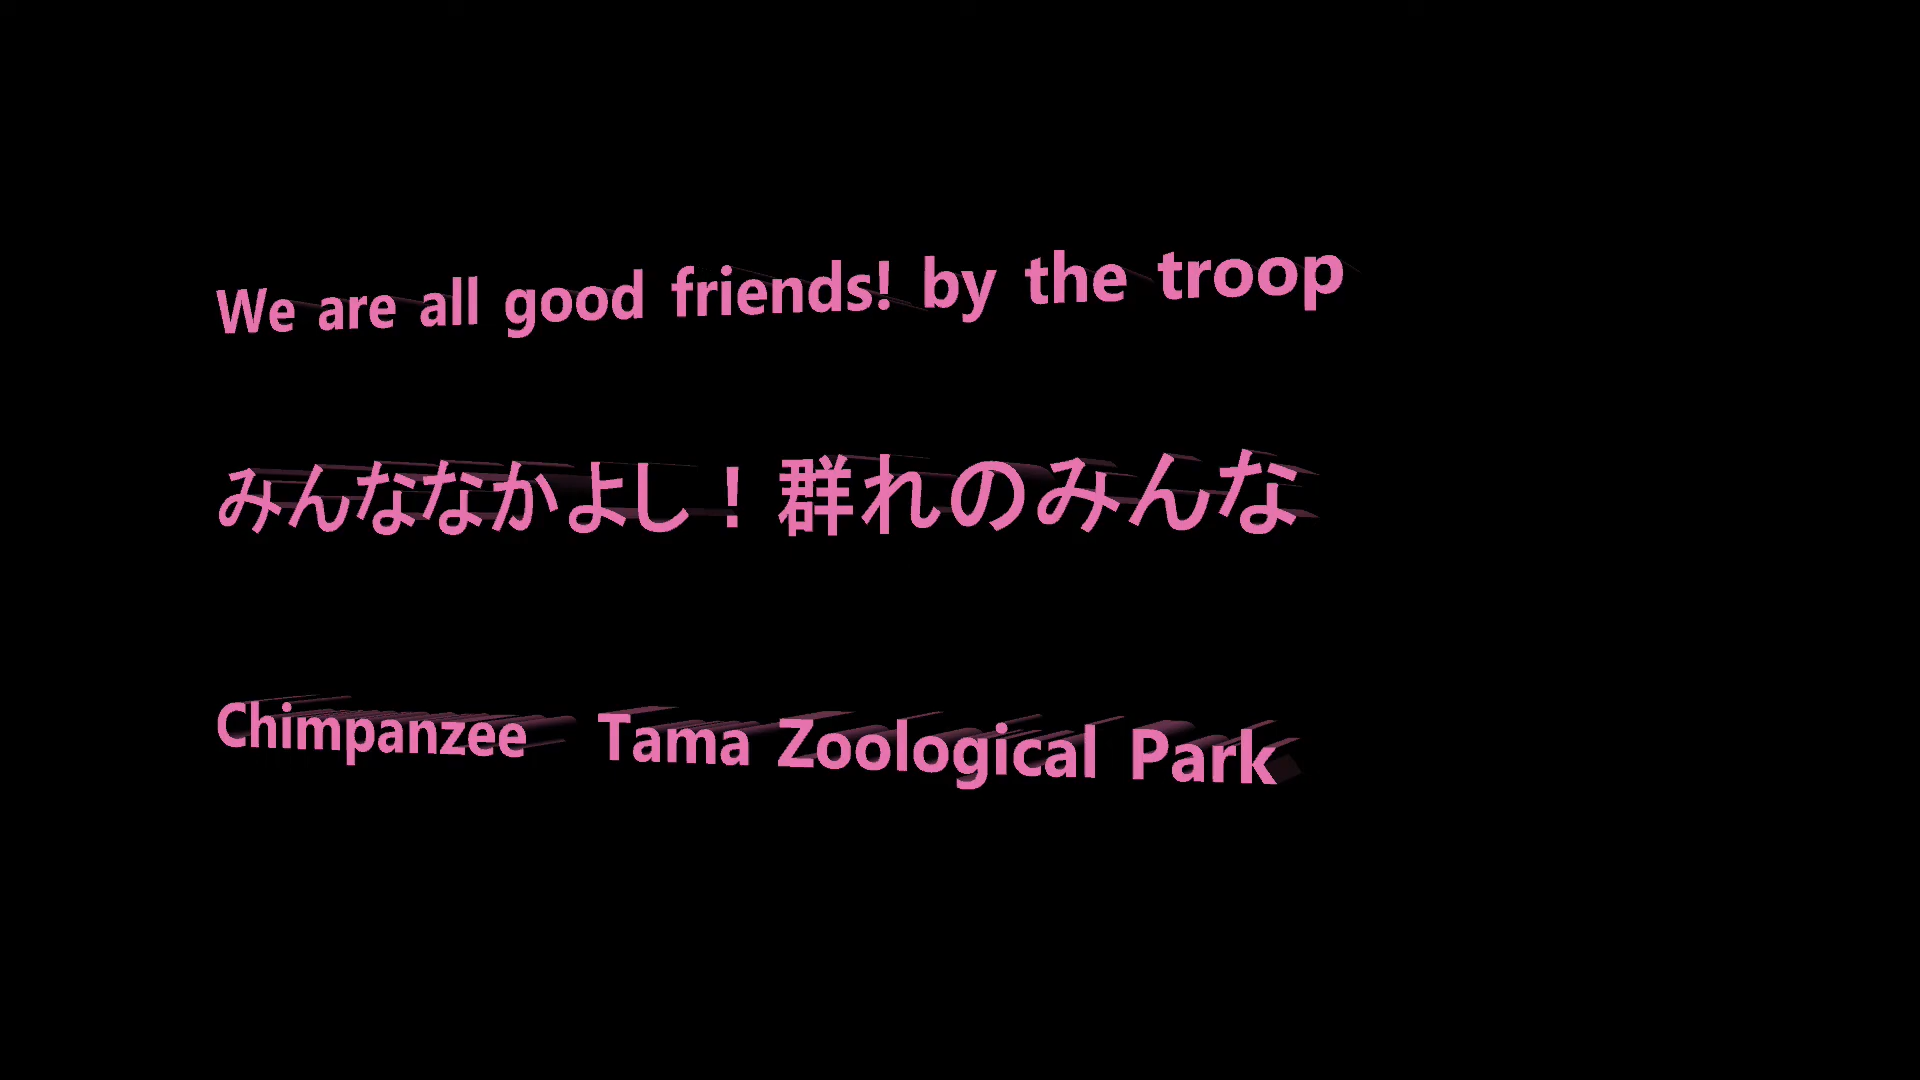 We are all good friends! by the troop
みんななかよし！群れのみんな
Chimpanzee　Tama Zoological Park